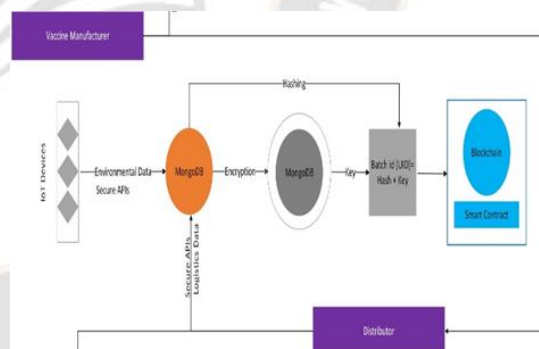 Vaccine Manufacturer
Hashing
IoT Devices
Environmental Data
Secure APIs
MongoDB
Encryption
MongoDB
Key
Batch id (UID)=
Hash + Key
Blockchain
Smart Contract
Secure APIs
Logistics Data
Distributor